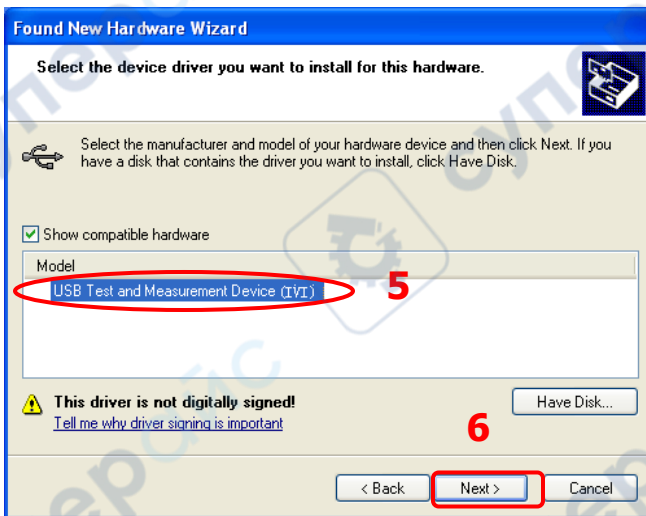 Found New Hardware Wizard
Select the device driver you want to install for this hardware.
Select the manufacturer and model of your hardware device and then click Next. If you
have a disk that contains the driver you want to install, click Have Disk.
Show compatible hardware
Model
USB Test and Measurement Device (IVI)
5
This driver is not digitally signed!
Tell me why driver signing is important
Have Disk...
6
< Back
Next >
Cancel